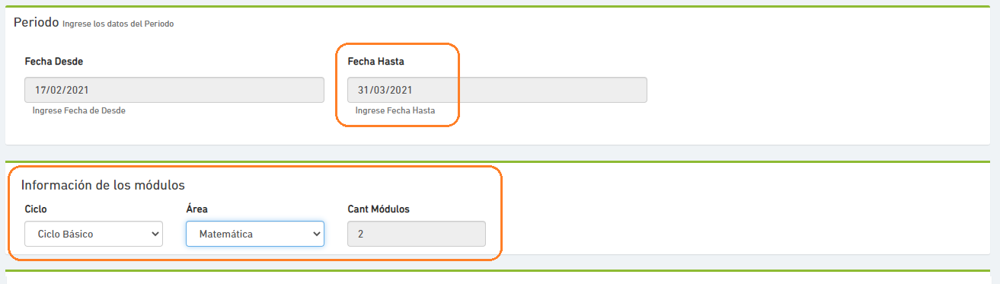 Periodo Ingrese los datos del Periodo
Fecha Desde Fecha Hasta
17/02/2021 31/03/2021
Ingrese Fecha de Desde Ingrese Fecha Hasta
Información de los módulos
Ciclo Área Cant Módulos
Ciclo Básico Matemática 2